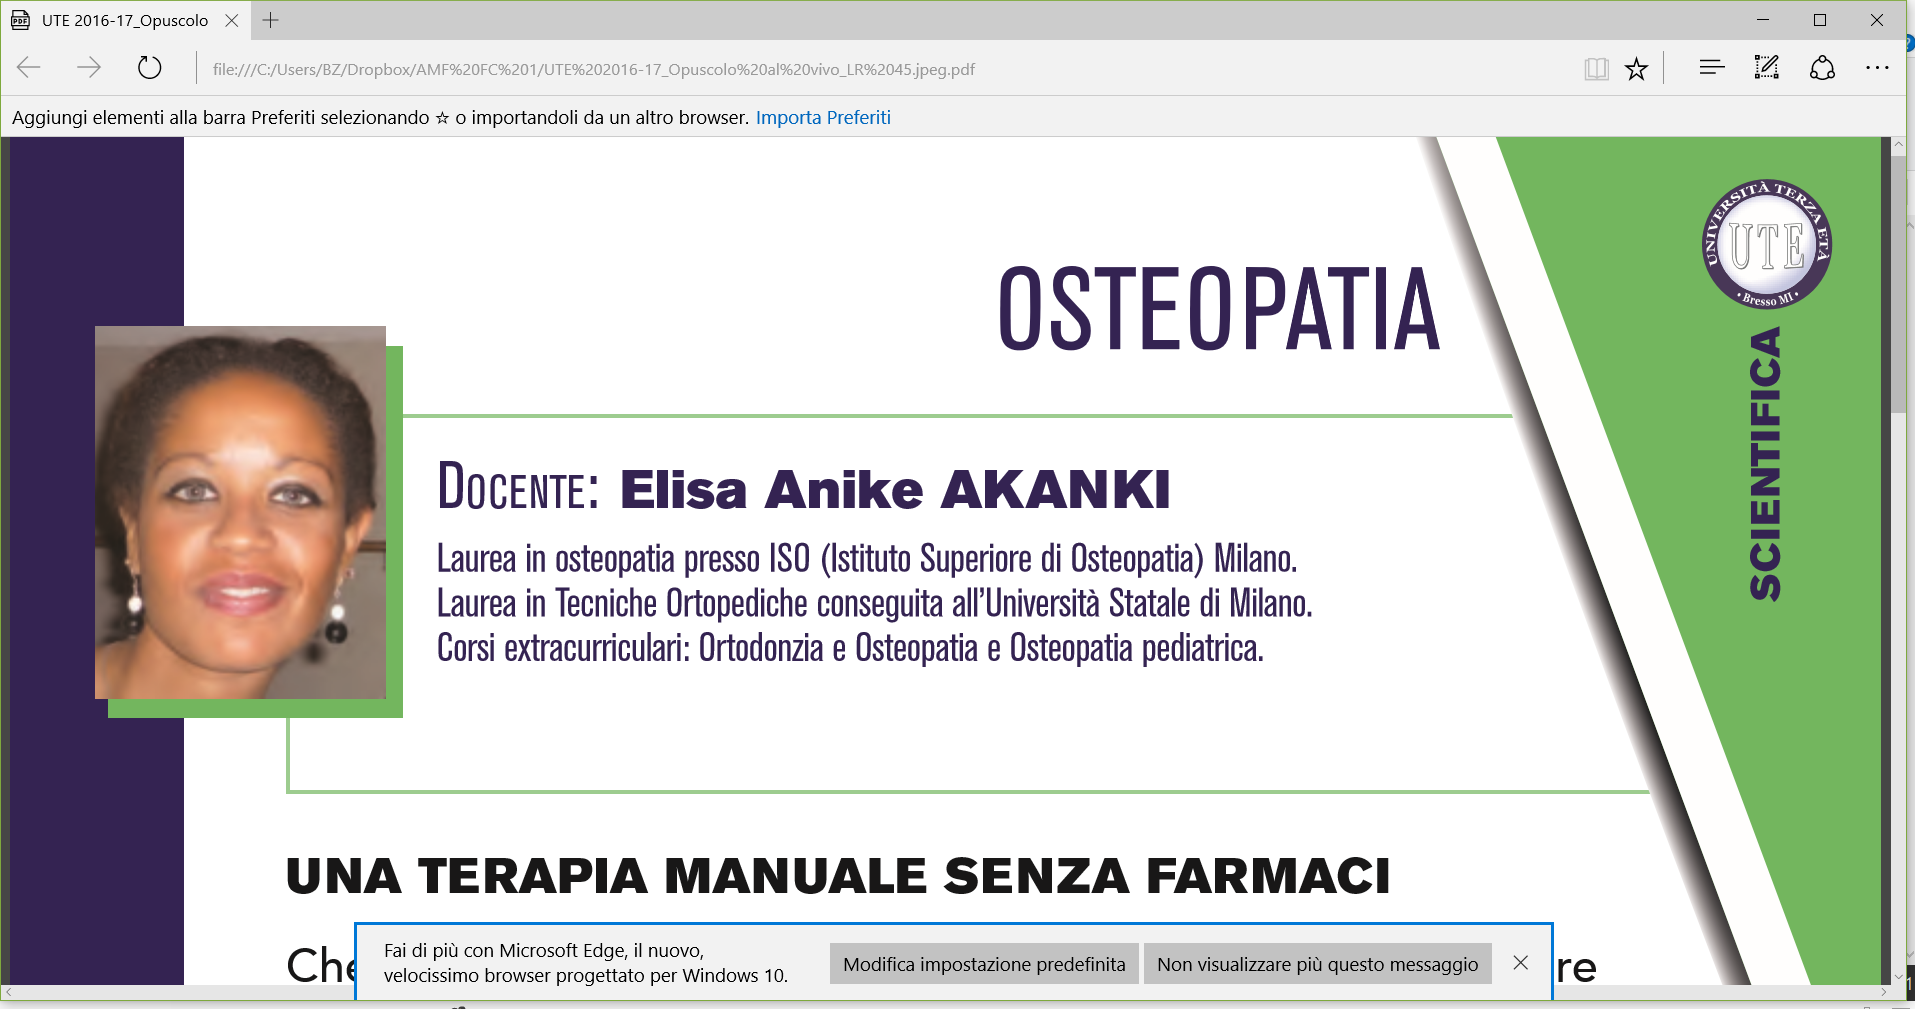 UTE 2016-17_Opuscolo
file:///C:/Users/BZ/Dropbox/AMF%20FC%201/UTE%202016-17_Opuscolo%20al%20vivo_LR%2045.jpeg.pdf
Aggiungi elementi alla barra Preferiti selezionando ☆ o importandoli da un altro browser. Importa Preferiti
UNIVERSITÀ TERZA ETÀ
UTE
• Bresso MI •
SCIENTIFICA
OSTEOPATIA
DOCENTE: Elisa Anike AKANKI
Laurea in osteopatia presso ISO (Istituto Superiore di Osteopatia) Milano.
Laurea in Tecniche Ortopediche conseguita all'Università Statale di Milano.
Corsi extracurriculari: Ortodonzia e Osteopatia e Osteopatia pediatrica.
UNA TERAPIA MANUALE SENZA FARMACI
Fai di più con Microsoft Edge, il nuovo,
velocissimo browser progettato per Windows 10.
Modifica impostazione predefinita
Non visualizzare più questo messaggio